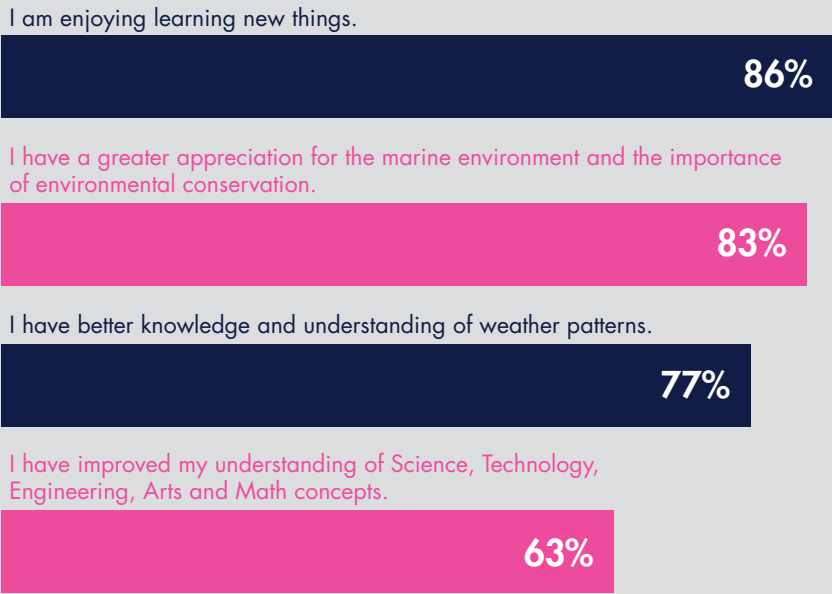 I am enjoying learning new things.
86%
I have a greater appreciation for the marine environment and the importance
of environmental conservation.
83%
I have better knowledge and understanding of weather patterns.
77%
I have improved my understanding of Science, Technology,
Engineering, Arts and Math concepts.
63%